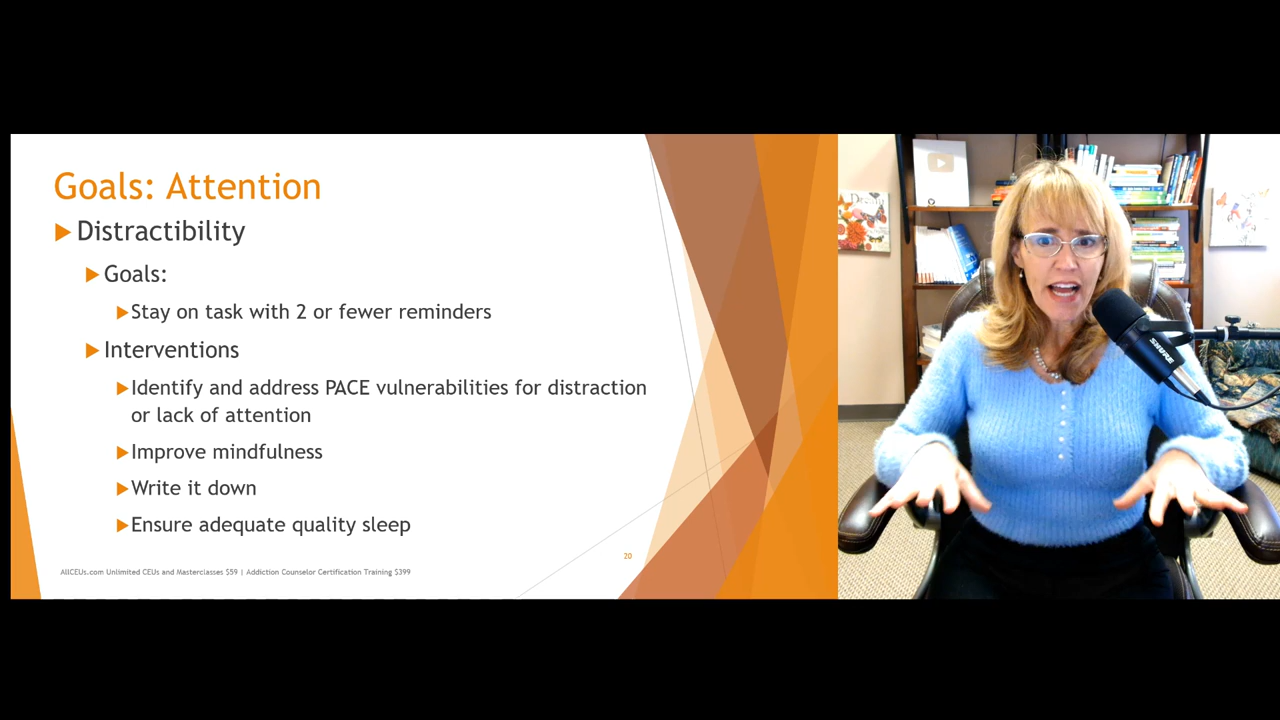 Goals: Attention
Distractibility
Goals:
Stay on task with 2 or fewer reminders
Interventions
Identify and address PACE vulnerabilities for distraction
or lack of attention
Improve mindfulness
Write it down
Ensure adequate quality sleep
20
AllCEUs.com Unlimited CEUs and Masterclasses $59 | Addiction Counselor Certification Training $399
SHURE